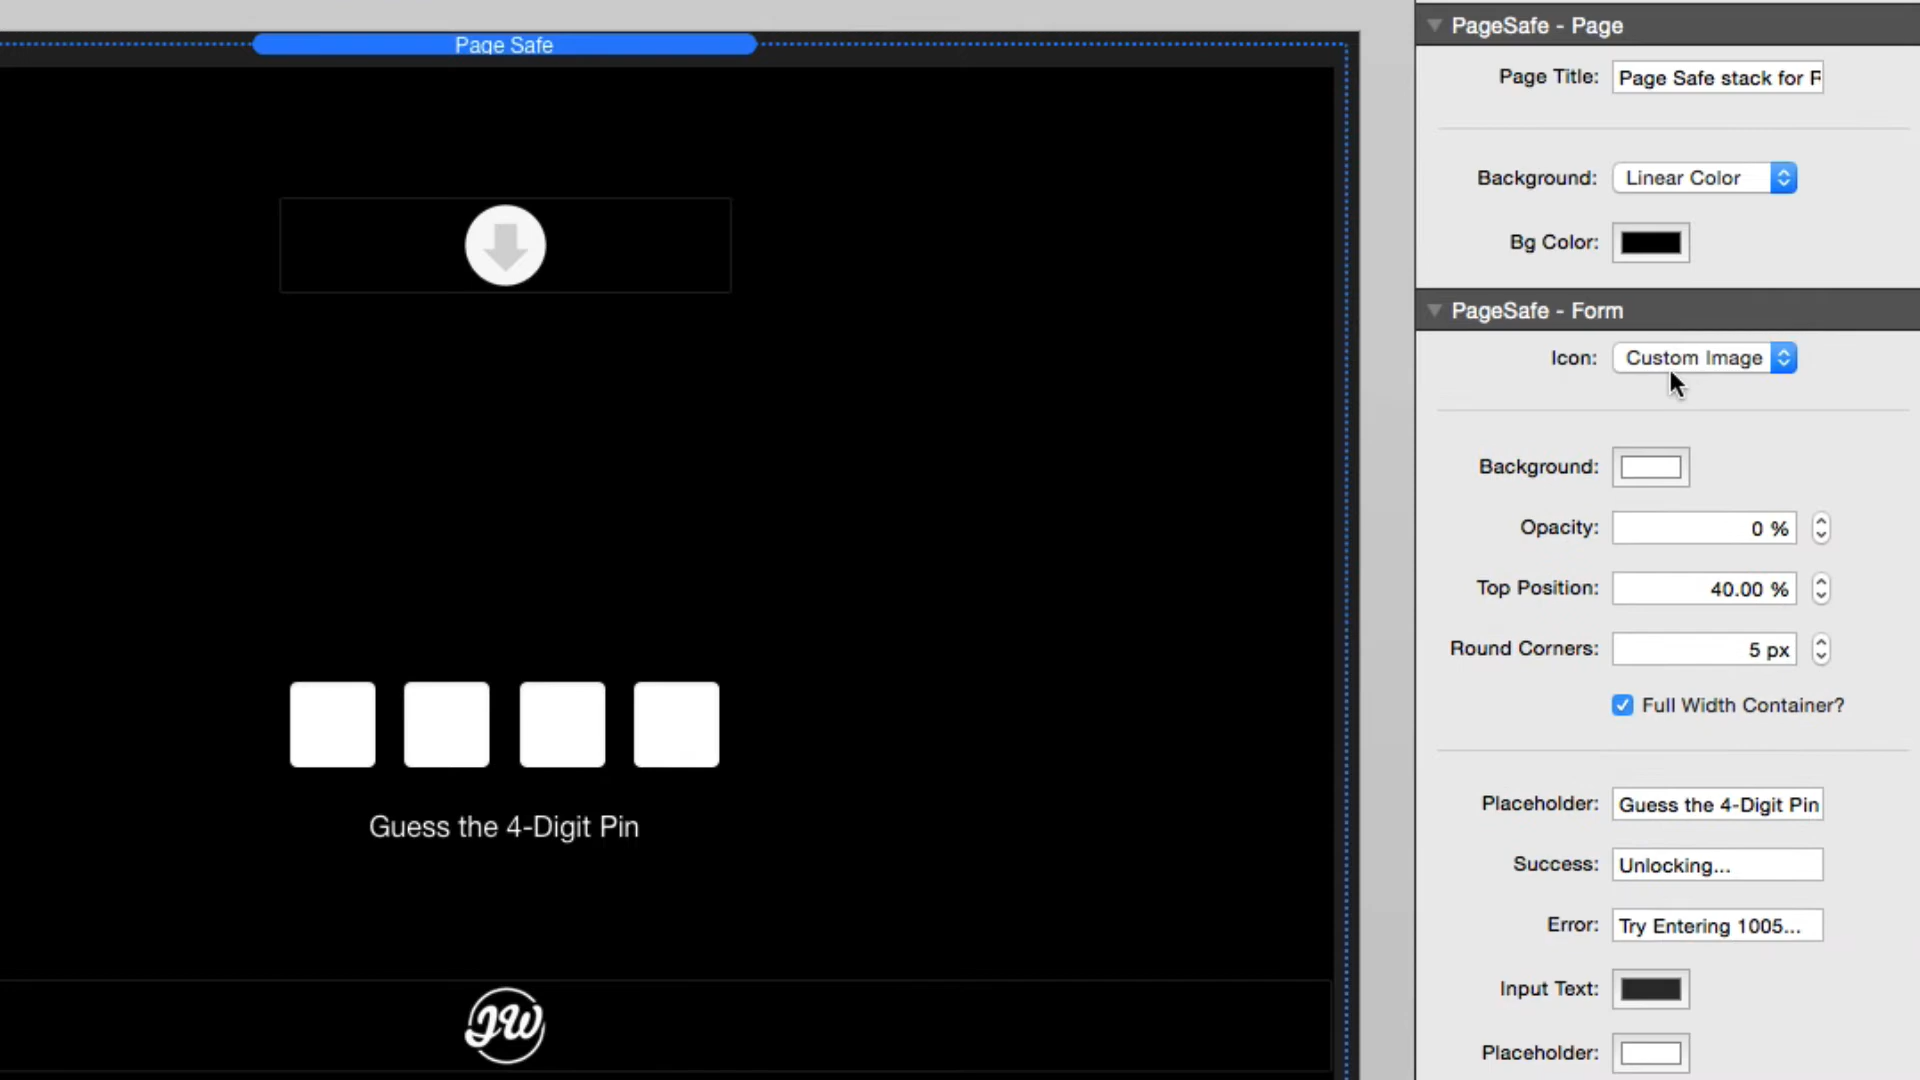 Page Safe
JW
Guess the 4-Digit Pin
PageSafe - Page
Page Title: Page Safe stack for
Background: Linear Color
Bg Color:
PageSafe - Form
Icon: Custom Image
Background:
Opacity: 0 %
Top Position: 40.00 %
Round Corners: 5 px
Full Width Container?
Placeholder: Guess the 4-Digit Pin
Success: Unlocking...
Error: Try Entering 1005...
Input Text:
Placeholder: